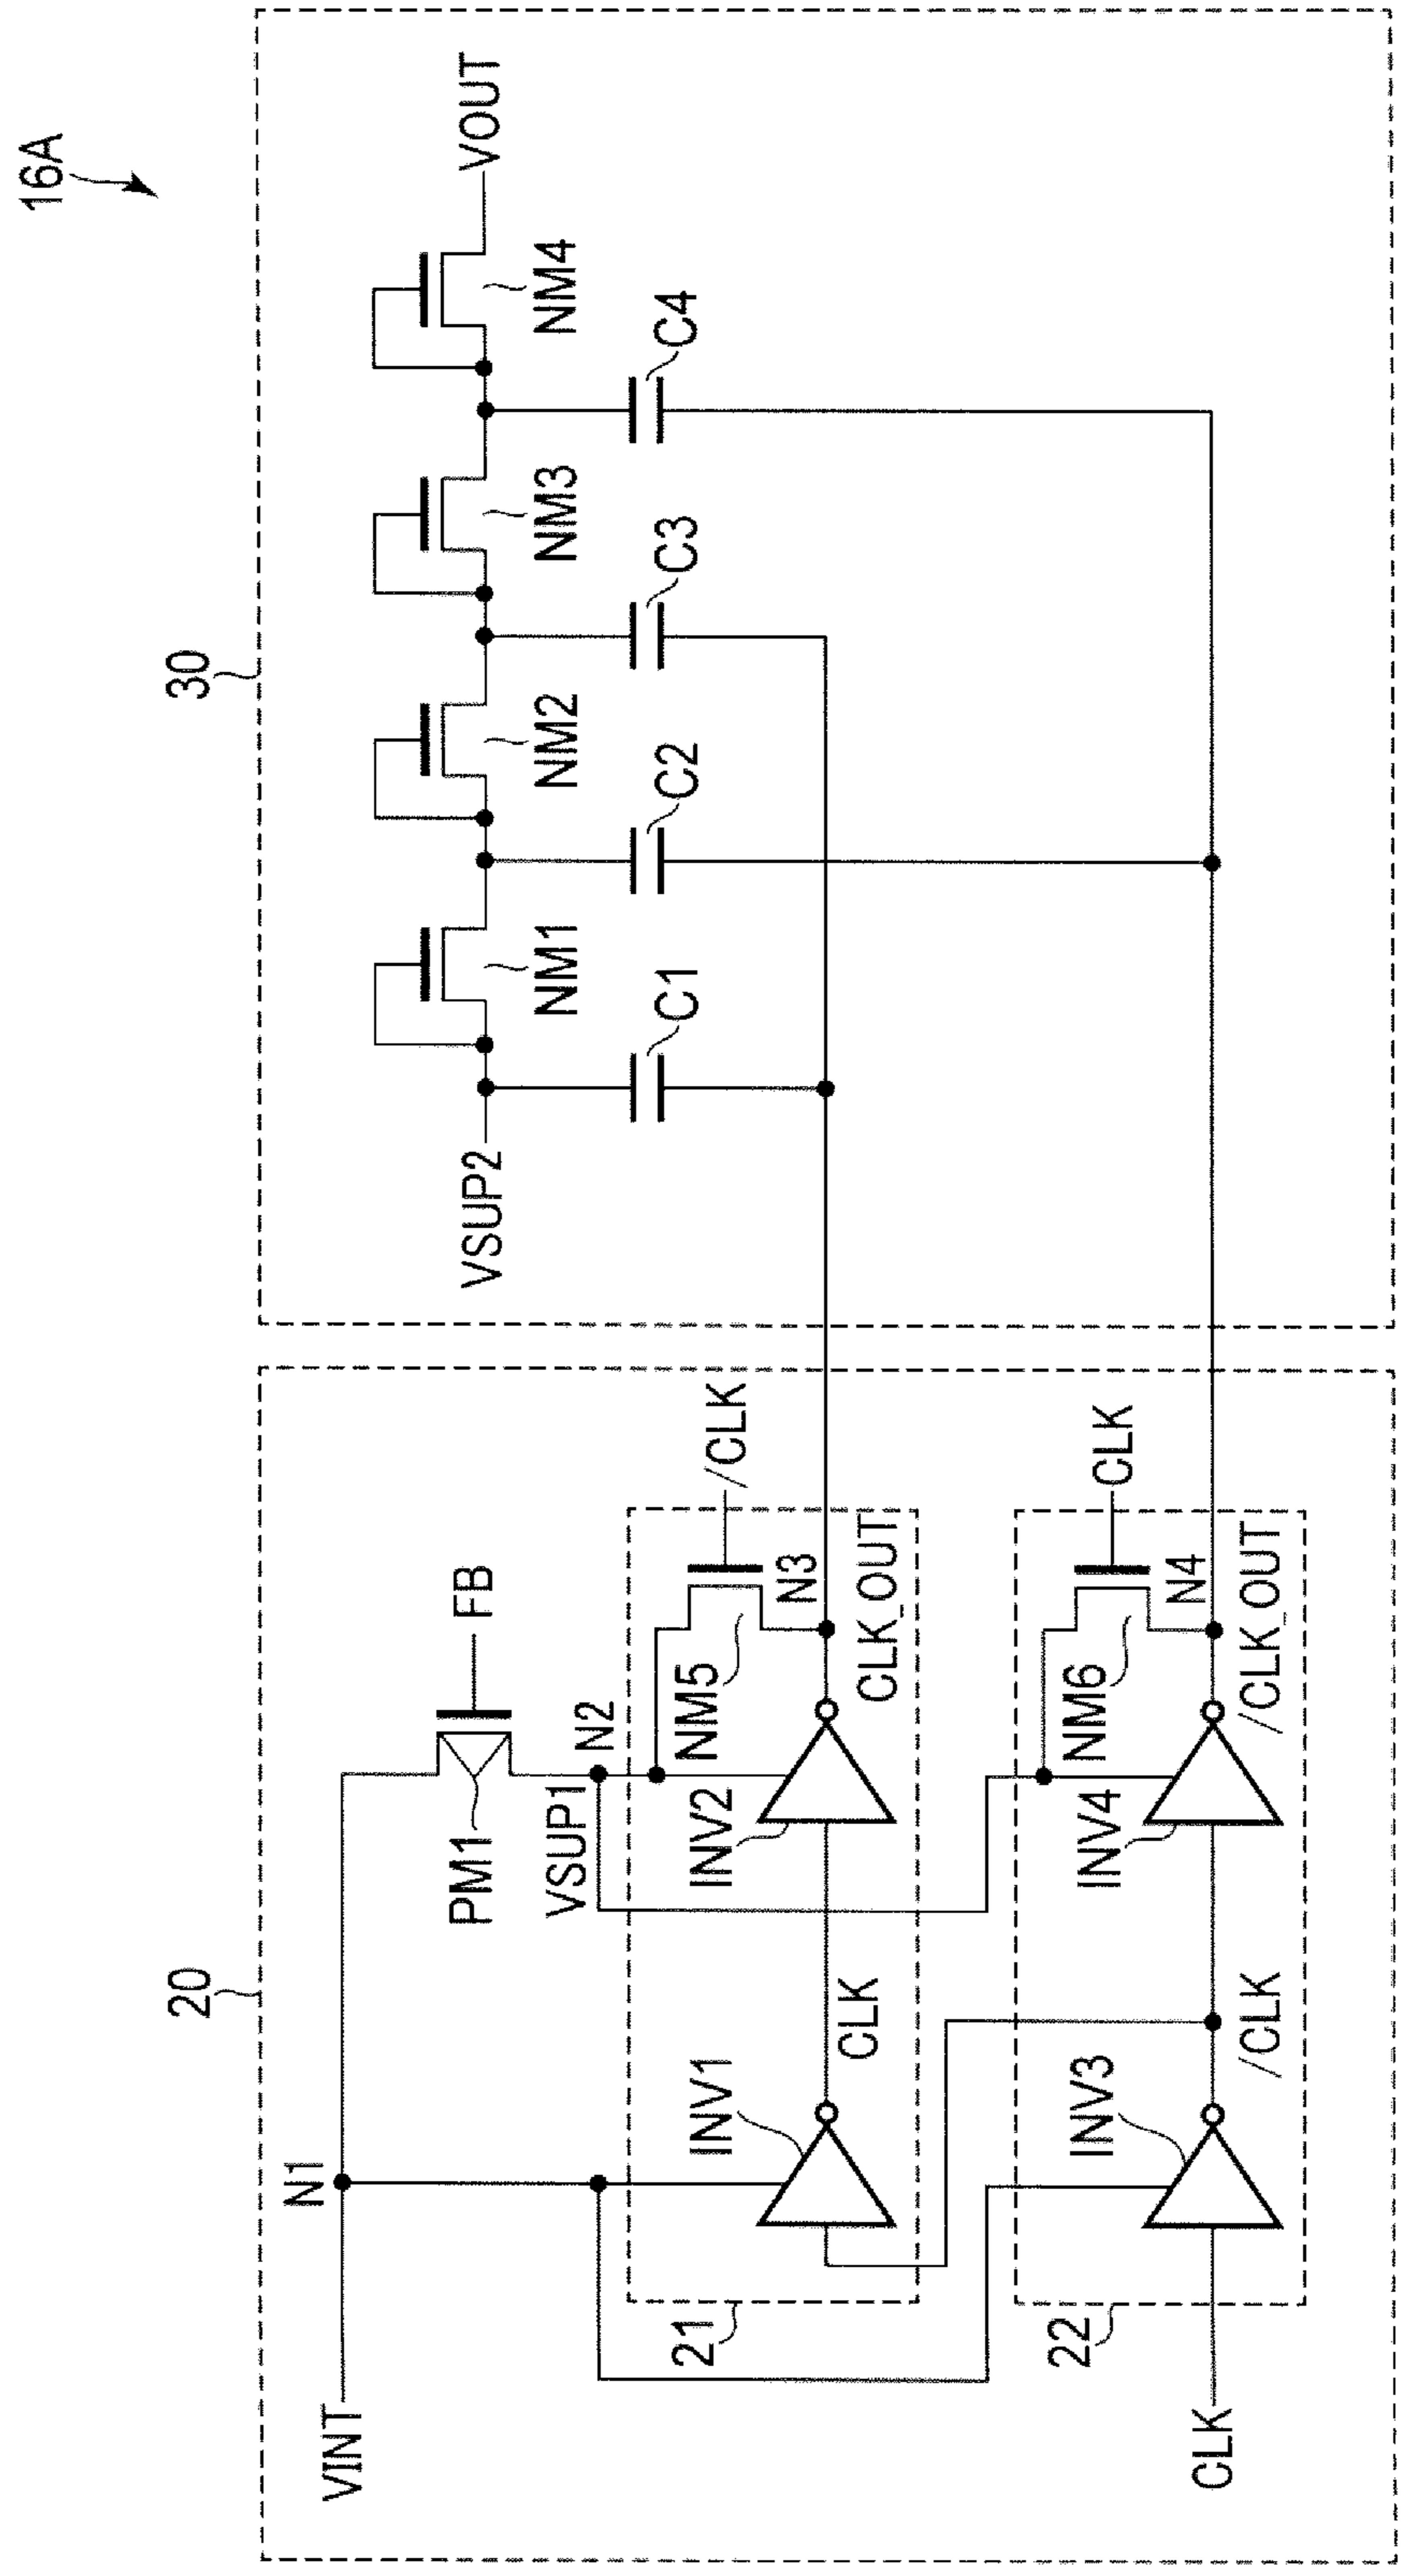 16A
20
30
VINT
N1
PM1
FB
VSUP1
N2
21
INV1
CLK
INV2
NM5
/CLK
N3
CLK_OUT
22
CLK
INV3
/CLK
INV4
NM6
CLK
N4
/CLK_OUT
VSUP2
NM1
NM2
NM3
NM4
VOUT
C1
C2
C3
C4